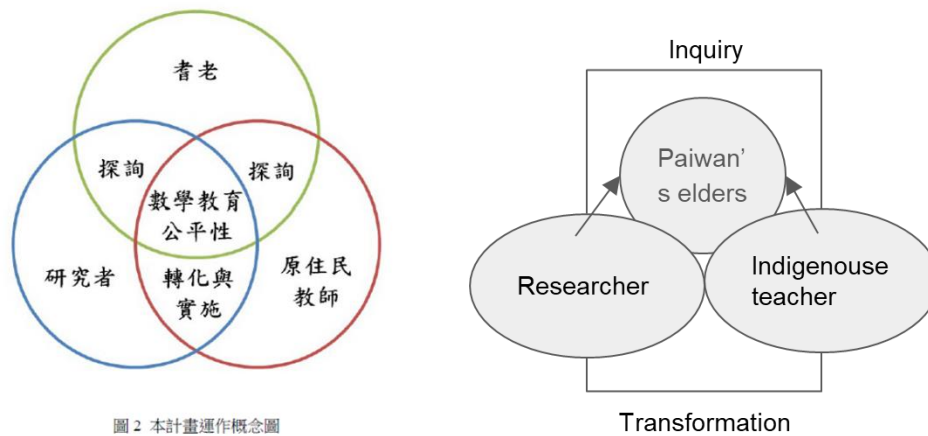 耆老
探詢
探詢
數學教育
公平性
研究者
轉化與
實施
原住民
教師
圖 2 本計畫運作概念圖
Inquiry
Paiwan’
s elders
Researcher
Indigenouse
teacher
Transformation